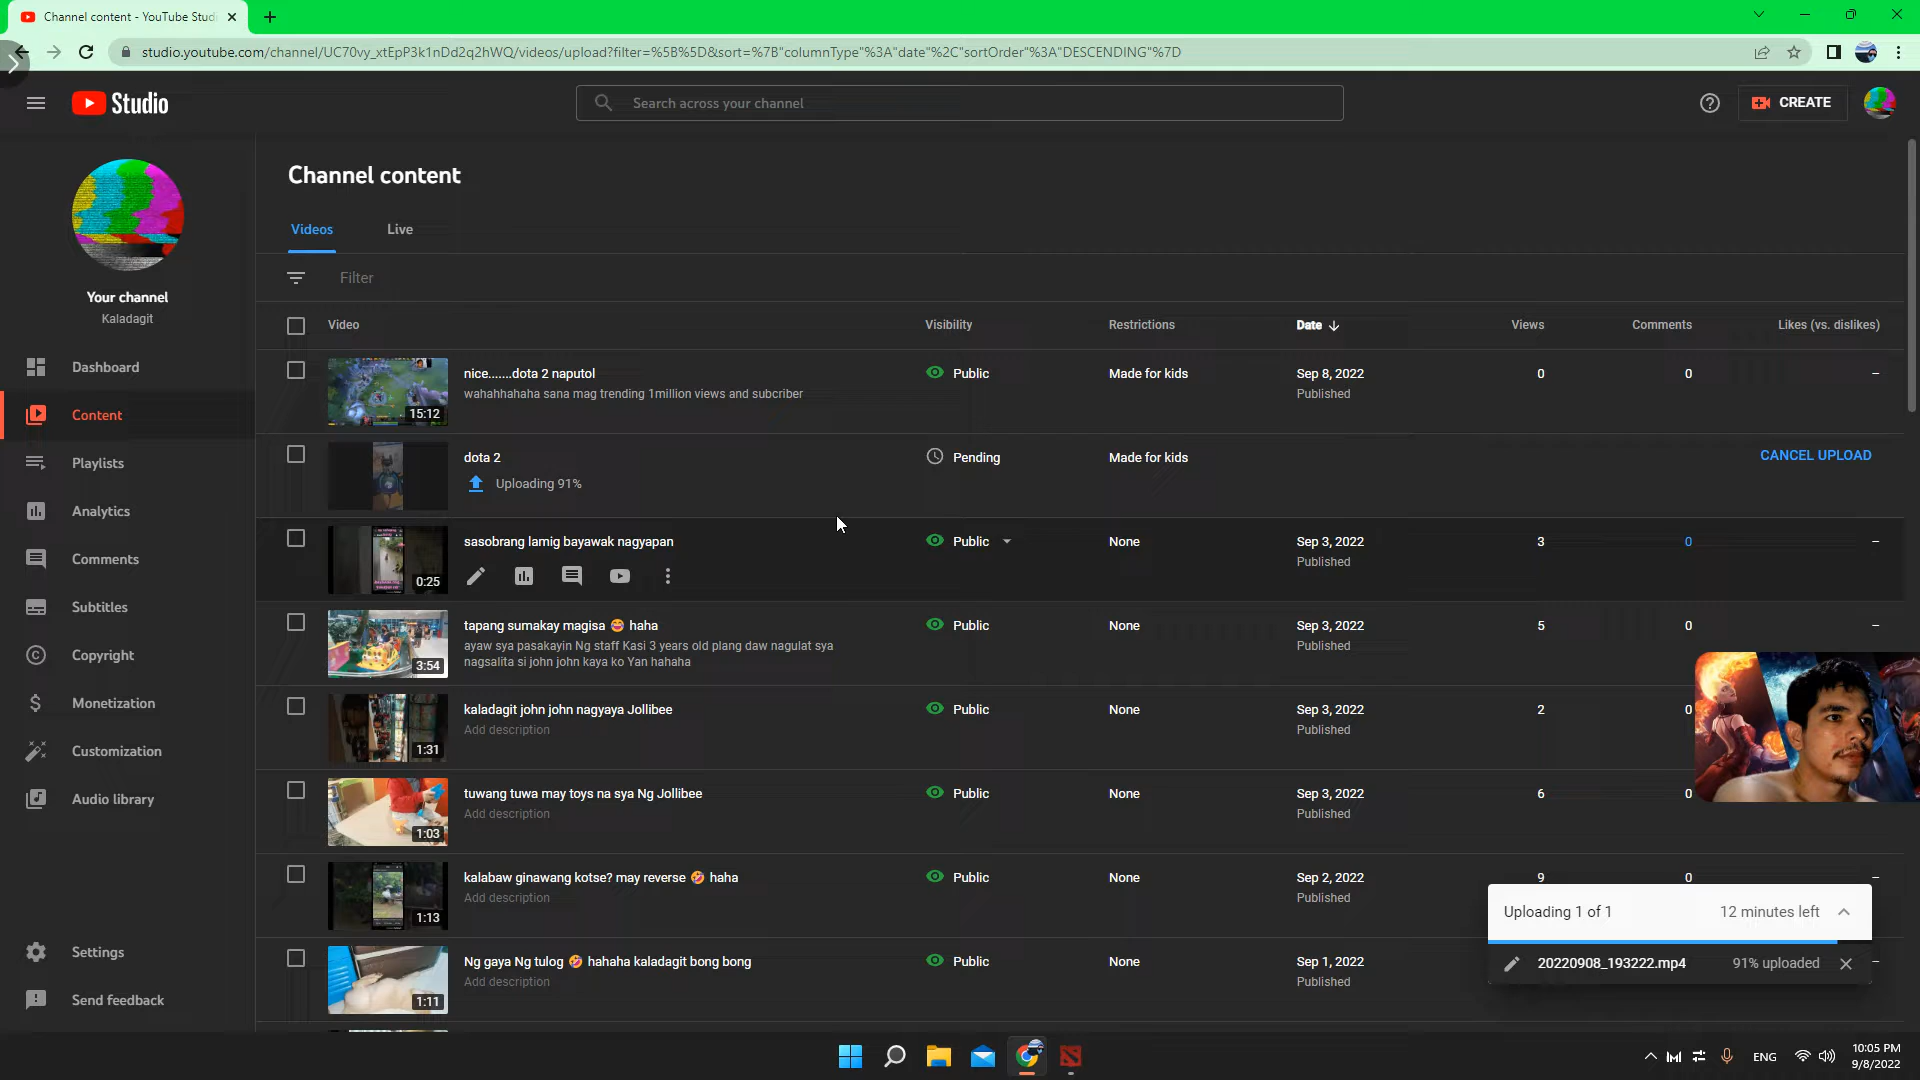 Channel content - YouTube Studi
studio.youtube.com/channel/UC70vy_xtEpP3k1nDd2q2hWQ/videos/upload?filter=%5B%5D&sort=%7B"columnType"%3A"date"%2C"sortOrder"%3A"DESCENDING"%7D
Studio
Search across your channel
CREATE
Your channel
Kaladagit
Dashboard
Content
Playlists
Analytics
Comments
Subtitles
Copyright
Monetization
Customization
Audio library
Settings
Send feedback
Channel content
Videos Live
Filter
Video Visibility Restrictions Date Views Comments Likes (vs. dislikes)
15:12
nice.......dota 2 naputol Public Made for kids Sep 8, 2022 0 0 –
wahahhahaha sana mag trending 1million views and subcriber Published
dota 2 Pending Made for kids CANCEL UPLOAD
Uploading 91%
sasobrang lamig bayawak nagyapan Public None Sep 3, 2022 3 0 –
Published
0:25
tapang sumakay magisa 😂 haha Public None Sep 3, 2022 5 0 –
ayaw sya pasakayin Ng staff Kasi 3 years old plang daw nagulat sya Published
nagsalita si john john kaya ko Yan hahaha
3:54
kaladagit john john nagyaya Jollibee Public None Sep 3, 2022 2 0
Add description Published
1:31
tuwang tuwa may toys na sya Ng Jollibee Public None Sep 3, 2022 6 0
Add description Published
1:03
kalabaw ginawang kotse? may reverse 🤣 haha Public None Sep 2, 2022 9 0 –
Add description Published
1:13
Ng gaya Ng tulog 🤣 hahaha kaladagit bong bong Public None Sep 1, 2022 –
Add description Published
1:11
Uploading 1 of 1 12 minutes left
20220908_193222.mp4 91% uploaded
ENG
10:05 PM
9/8/2022